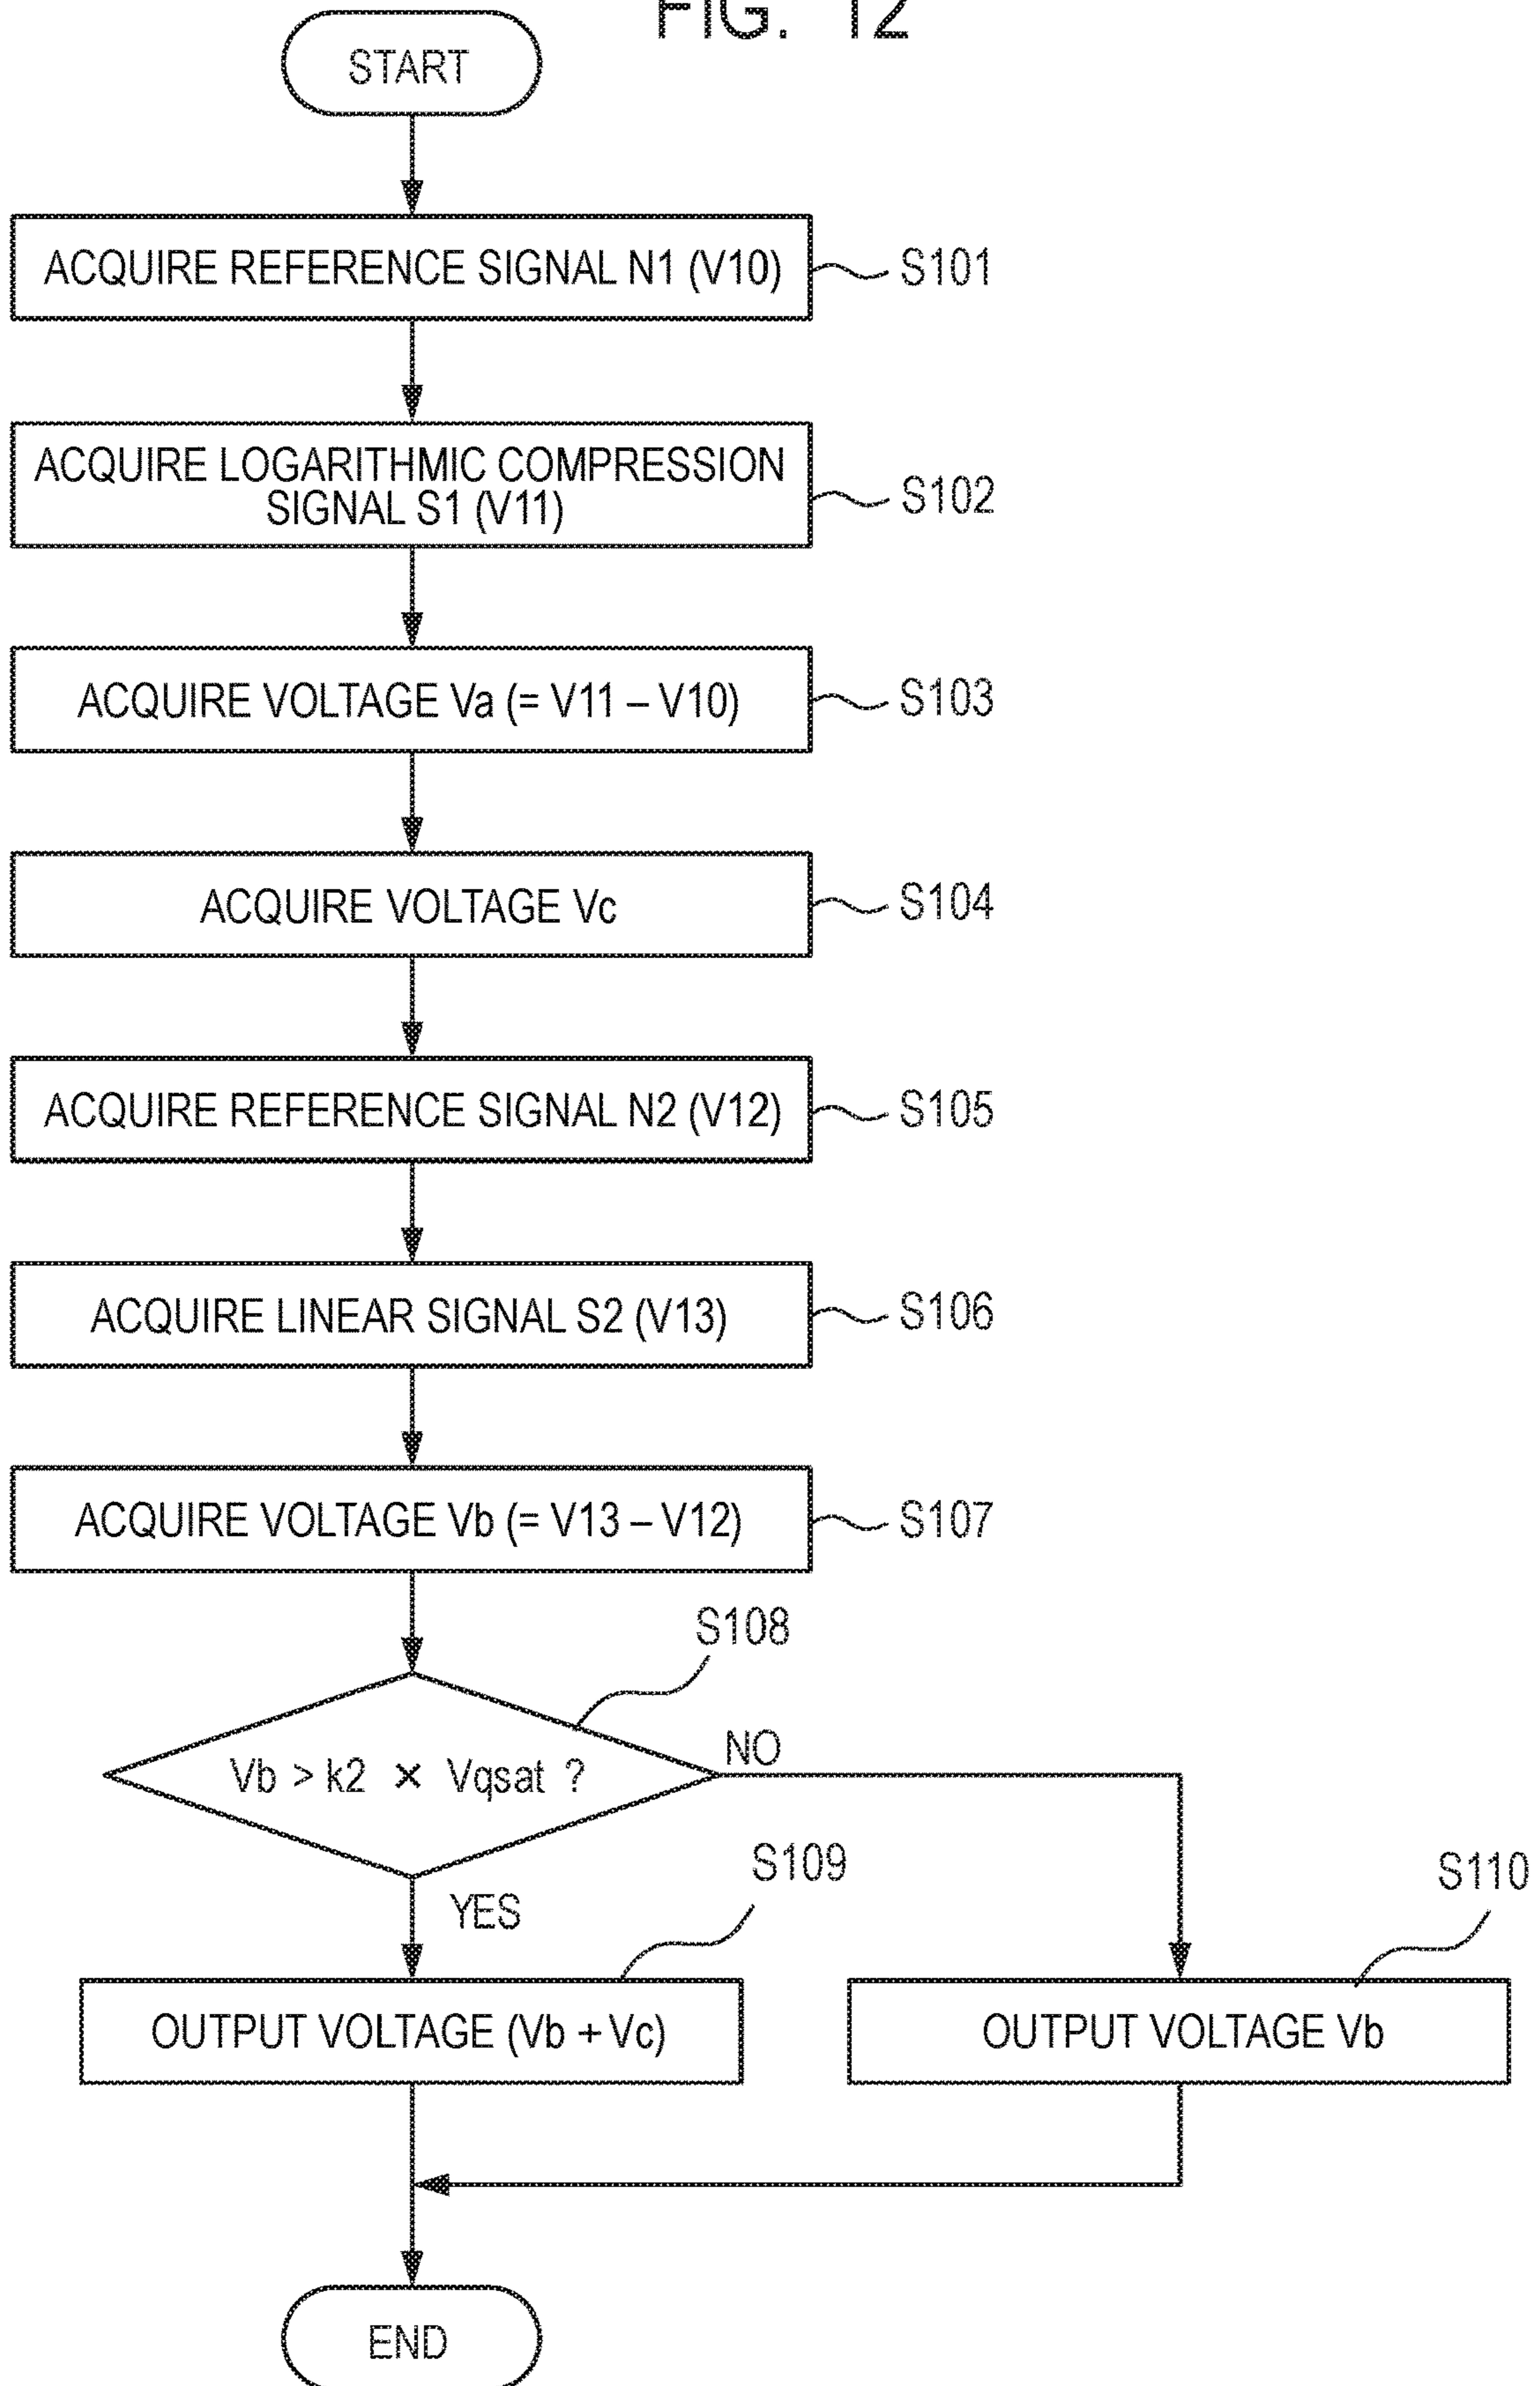 FIG. 12
START
ACQUIRE REFERENCE SIGNAL N1 (V10)
S101
ACQUIRE LOGARITHMIC COMPRESSION
SIGNAL S1 (V11)
S102
ACQUIRE VOLTAGE Va (= V11 – V10)
S103
ACQUIRE VOLTAGE Vc
S104
ACQUIRE REFERENCE SIGNAL N2 (V12)
S105
ACQUIRE LINEAR SIGNAL S2 (V13)
S106
ACQUIRE VOLTAGE Vb (= V13 – V12)
S107
S108
Vb > k2 × Vqsat ?
NO
YES
S109
S110
OUTPUT VOLTAGE (Vb + Vc)
OUTPUT VOLTAGE Vb
END